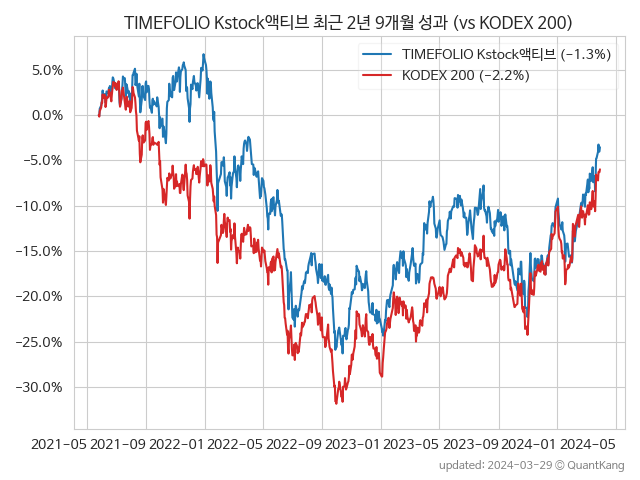 TIMEFOLIO Kstock액티브 최근 2년 9개월 성과 (vs KODEX 200)
TIMEFOLIO Kstock액티브 (−1.3%)
KODEX 200 (−2.2%)
5.0%
0.0%
−5.0%
−10.0%
−15.0%
−20.0%
−25.0%
−30.0%
2021-05 2021-09 2022-01 2022-05 2022-09 2023-01 2023-05 2023-09 2024-01 2024-05
updated: 2024-03-29 © QuantKang